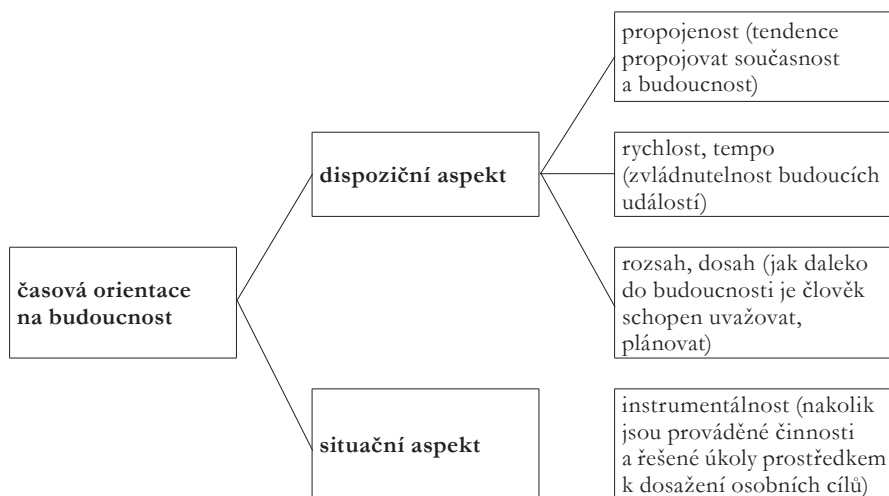 propojenost (tendence
propojovat současnost
a budoucnost)
dispoziční aspekt
rychlost, tempo
(zvládnutelnost budoucích
událostí)
časová orientace
na budoucnost
rozsah, dosah (jak daleko
do budoucnosti je člověk
schopen uvažovat,
plánovat)
situační aspekt
instrumentálnost (nakolik
jsou prováděné činnosti
a řešené úkoly prostředkem
k dosažení osobních cílů)